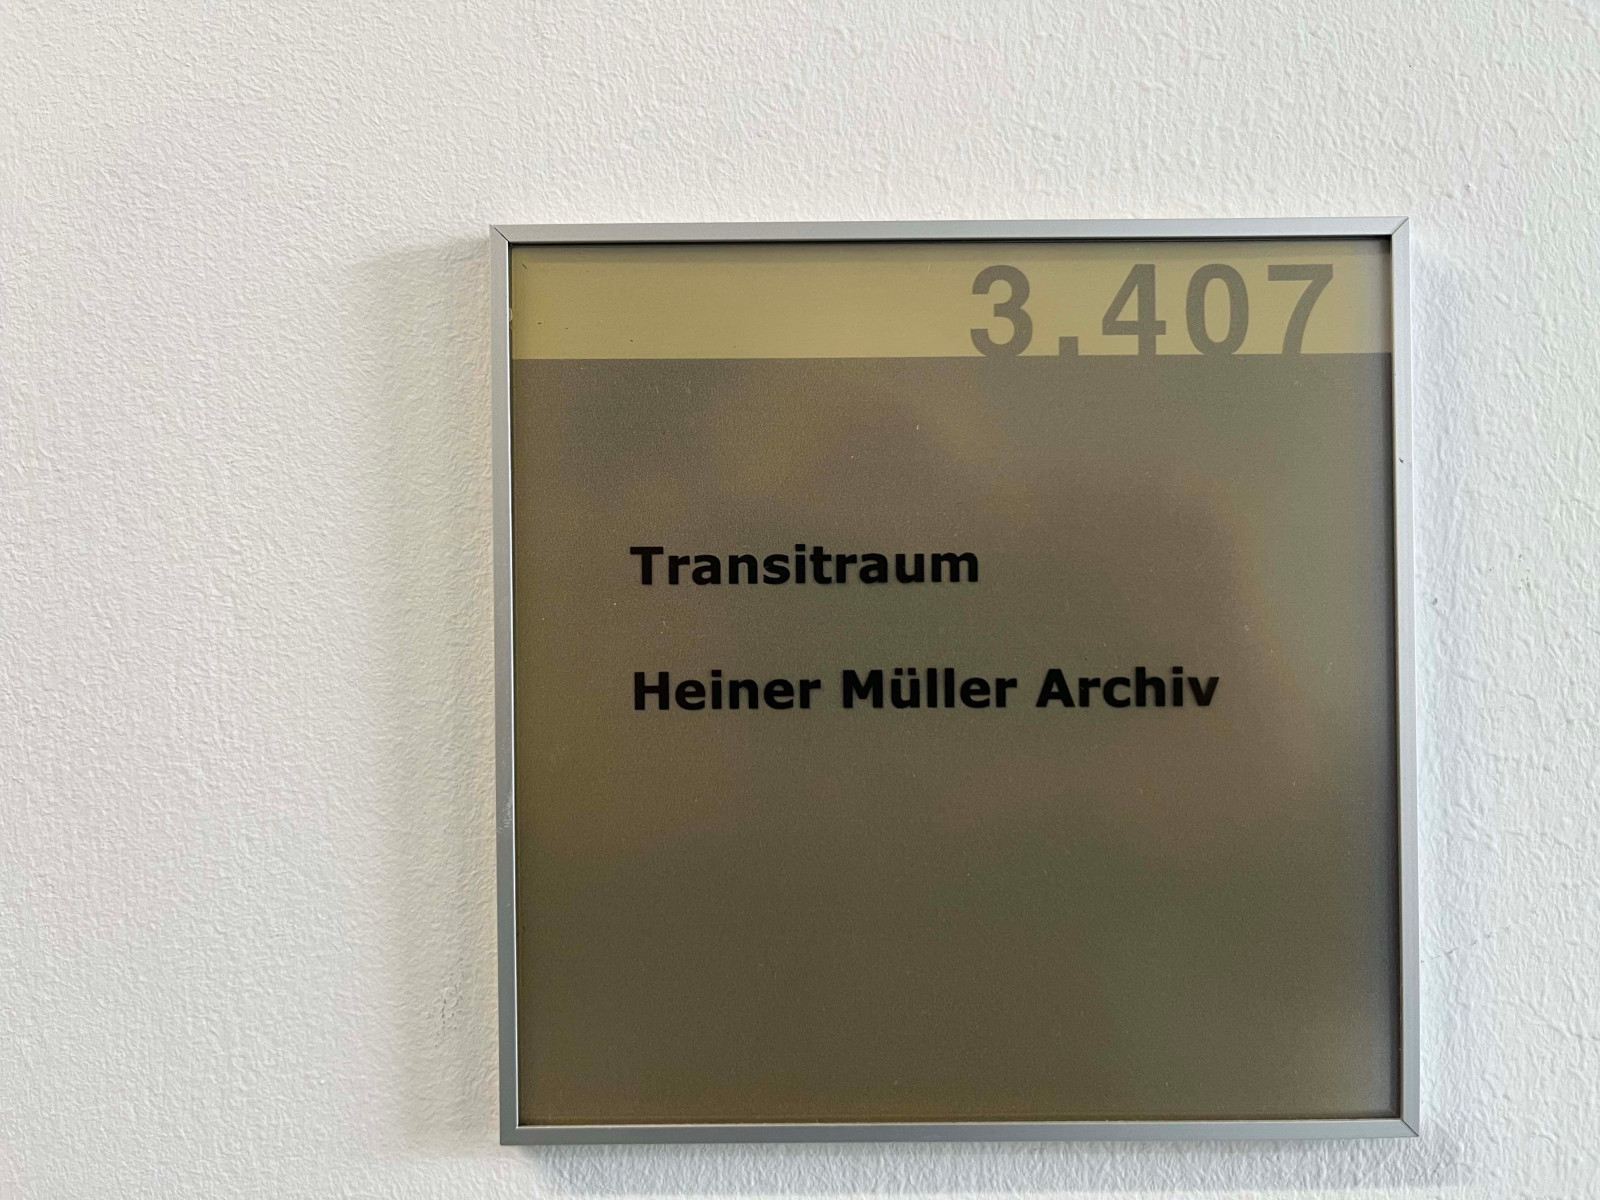 3.407
Transitraum
Heiner Müller Archiv